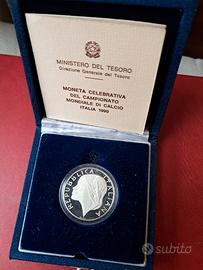 MINISTERO DEL TESORO
Direzione Generale del Tesoro
MONETA CELEBRATIVA
DEL CAMPIONATO
MONDIALE DI CALCIO
ITALIA 1990
REPUBBLICA ITALIANA
subito